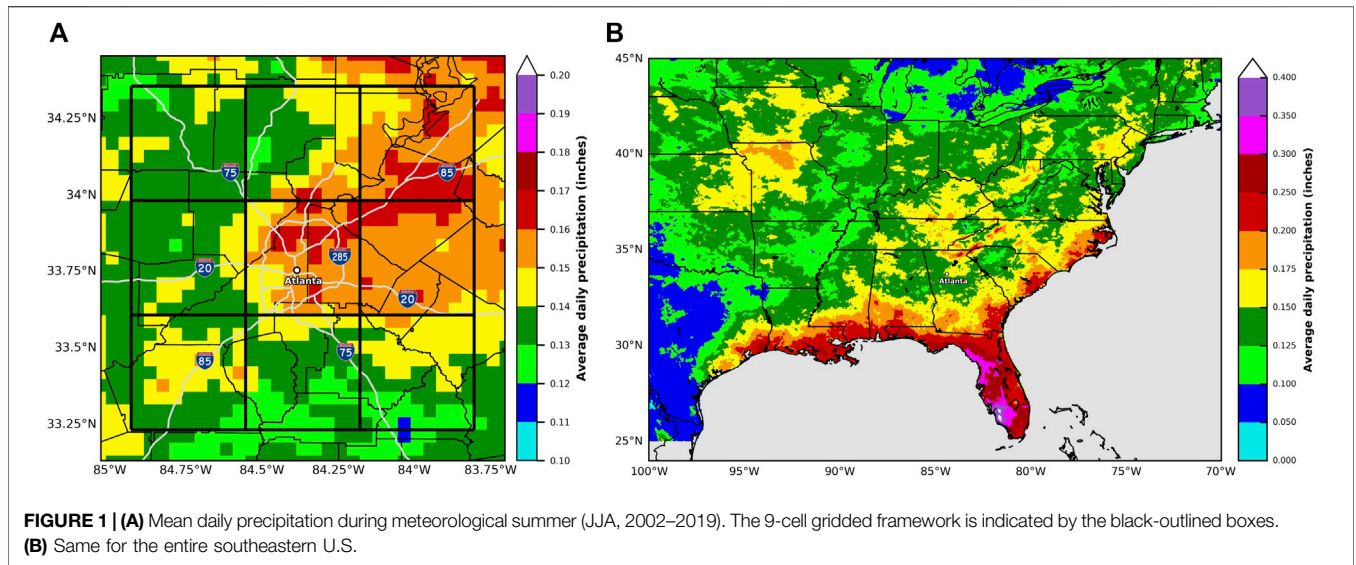 A
B
34.25°N
34°N
33.75°N
33.5°N
33.25°N
85°W
84.75°W
84.5°W
84.25°W
84°W
83.75°W
75
85
285
20
Atlanta
20
85
75
0.20
0.19
0.18
0.17
0.16
0.15
0.14
0.13
0.12
0.11
0.10
Average daily precipitation (inches)
45°N
40°N
35°N
30°N
25°N
100°W
95°W
90°W
85°W
80°W
75°W
70°W
Atlanta
0.400
0.350
0.300
0.250
0.200
0.175
0.150
0.125
0.100
0.050
0.000
Average daily precipitation (inches)
FIGURE 1 | (A) Mean daily precipitation during meteorological summer (JJA, 2002–2019). The 9-cell gridded framework is indicated by the black-outlined boxes.
(B) Same for the entire southeastern U.S.